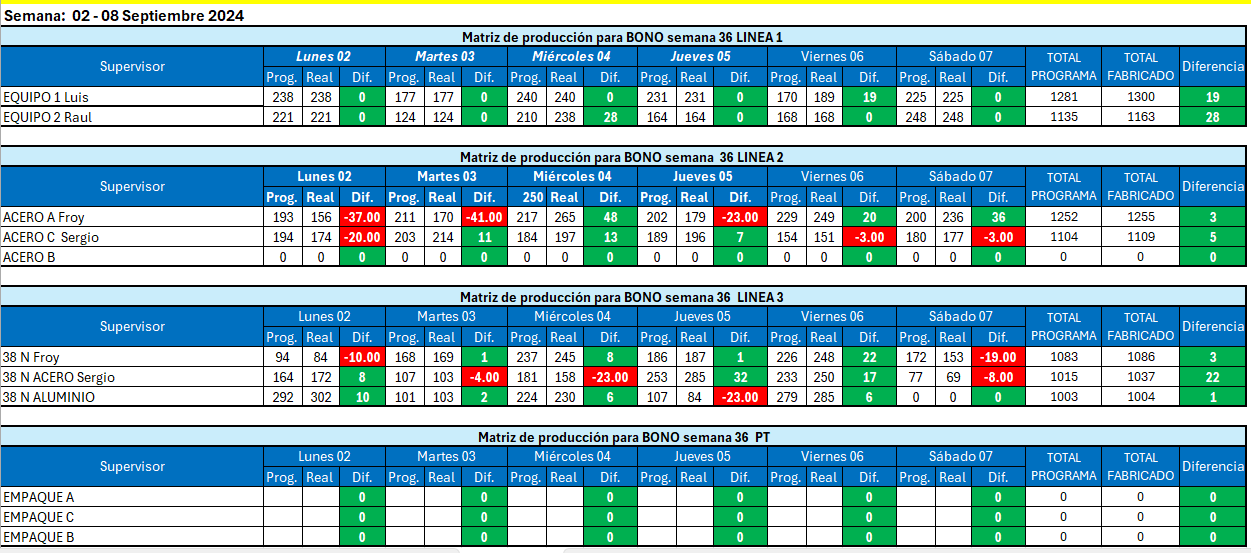 Semana: 02 - 08 Septiembre 2024
Matriz de producción para BONO semana 36 LINEA 1
Supervisor Lunes 02 Martes 03 Miércoles 04 Jueves 05 Viernes 06 Sábado 07 TOTAL PROGRAMA TOTAL FABRICADO Diferencia
Prog. Real Dif. Prog. Real Dif. Prog. Real Dif. Prog. Real Dif. Prog. Real Dif. Prog. Real Dif.
EQUIPO 1 Luis 238 238 0 177 177 0 240 240 0 231 231 0 170 189 19 225 225 0 1281 1300 19
EQUIPO 2 Raul 221 221 0 124 124 0 210 238 28 164 164 0 168 168 0 248 248 0 1135 1163 28
Matriz de producción para BONO semana 36 LINEA 2
Supervisor Lunes 02 Martes 03 Miércoles 04 Jueves 05 Viernes 06 Sábado 07 TOTAL PROGRAMA TOTAL FABRICADO Diferencia
Prog. Real Dif. Prog. Real Dif. 250 Real Dif. Prog. Real Dif. Prog. Real Dif. Prog. Real Dif.
ACERO A Froy 193 156 -37.00 211 170 -41.00 217 265 48 202 179 -23.00 229 249 20 200 236 36 1252 1255 3
ACERO C Sergio 194 174 -20.00 203 214 11 184 197 13 189 196 7 154 151 -3.00 180 177 -3.00 1104 1109 5
ACERO B 0 0 0 0 0 0 0 0 0 0 0 0 0 0 0 0 0 0 0 0 0
Matriz de producción para BONO semana 36 LINEA 3
Supervisor Lunes 02 Martes 03 Miércoles 04 Jueves 05 Viernes 06 Sábado 07 TOTAL PROGRAMA TOTAL FABRICADO Diferencia
Prog. Real Dif. Prog. Real Dif. Prog. Real Dif. Prog. Real Dif. Prog. Real Dif. Prog. Real Dif.
38 N Froy 94 84 -10.00 168 169 1 237 245 8 186 187 1 226 248 22 172 153 -19.00 1083 1086 3
38 N ACERO Sergio 164 172 8 107 103 -4.00 181 158 -23.00 253 285 32 233 250 17 77 69 -8.00 1015 1037 22
38 N ALUMINIO 292 302 10 101 103 2 224 230 6 107 84 -23.00 279 285 6 0 0 0 1003 1004 1
Matriz de producción para BONO semana 36 PT
Supervisor Lunes 02 Martes 03 Miércoles 04 Jueves 05 Viernes 06 Sábado 07 TOTAL PROGRAMA TOTAL FABRICADO Diferencia
Prog. Real Dif. Prog. Real Dif. Prog. Real Dif. Prog. Real Dif. Prog. Real Dif. Prog. Real Dif.
EMPAQUE A 0 0 0 0 0 0 0 0 0
EMPAQUE C 0 0 0 0 0 0 0 0 0
EMPAQUE B 0 0 0 0 0 0 0 0 0